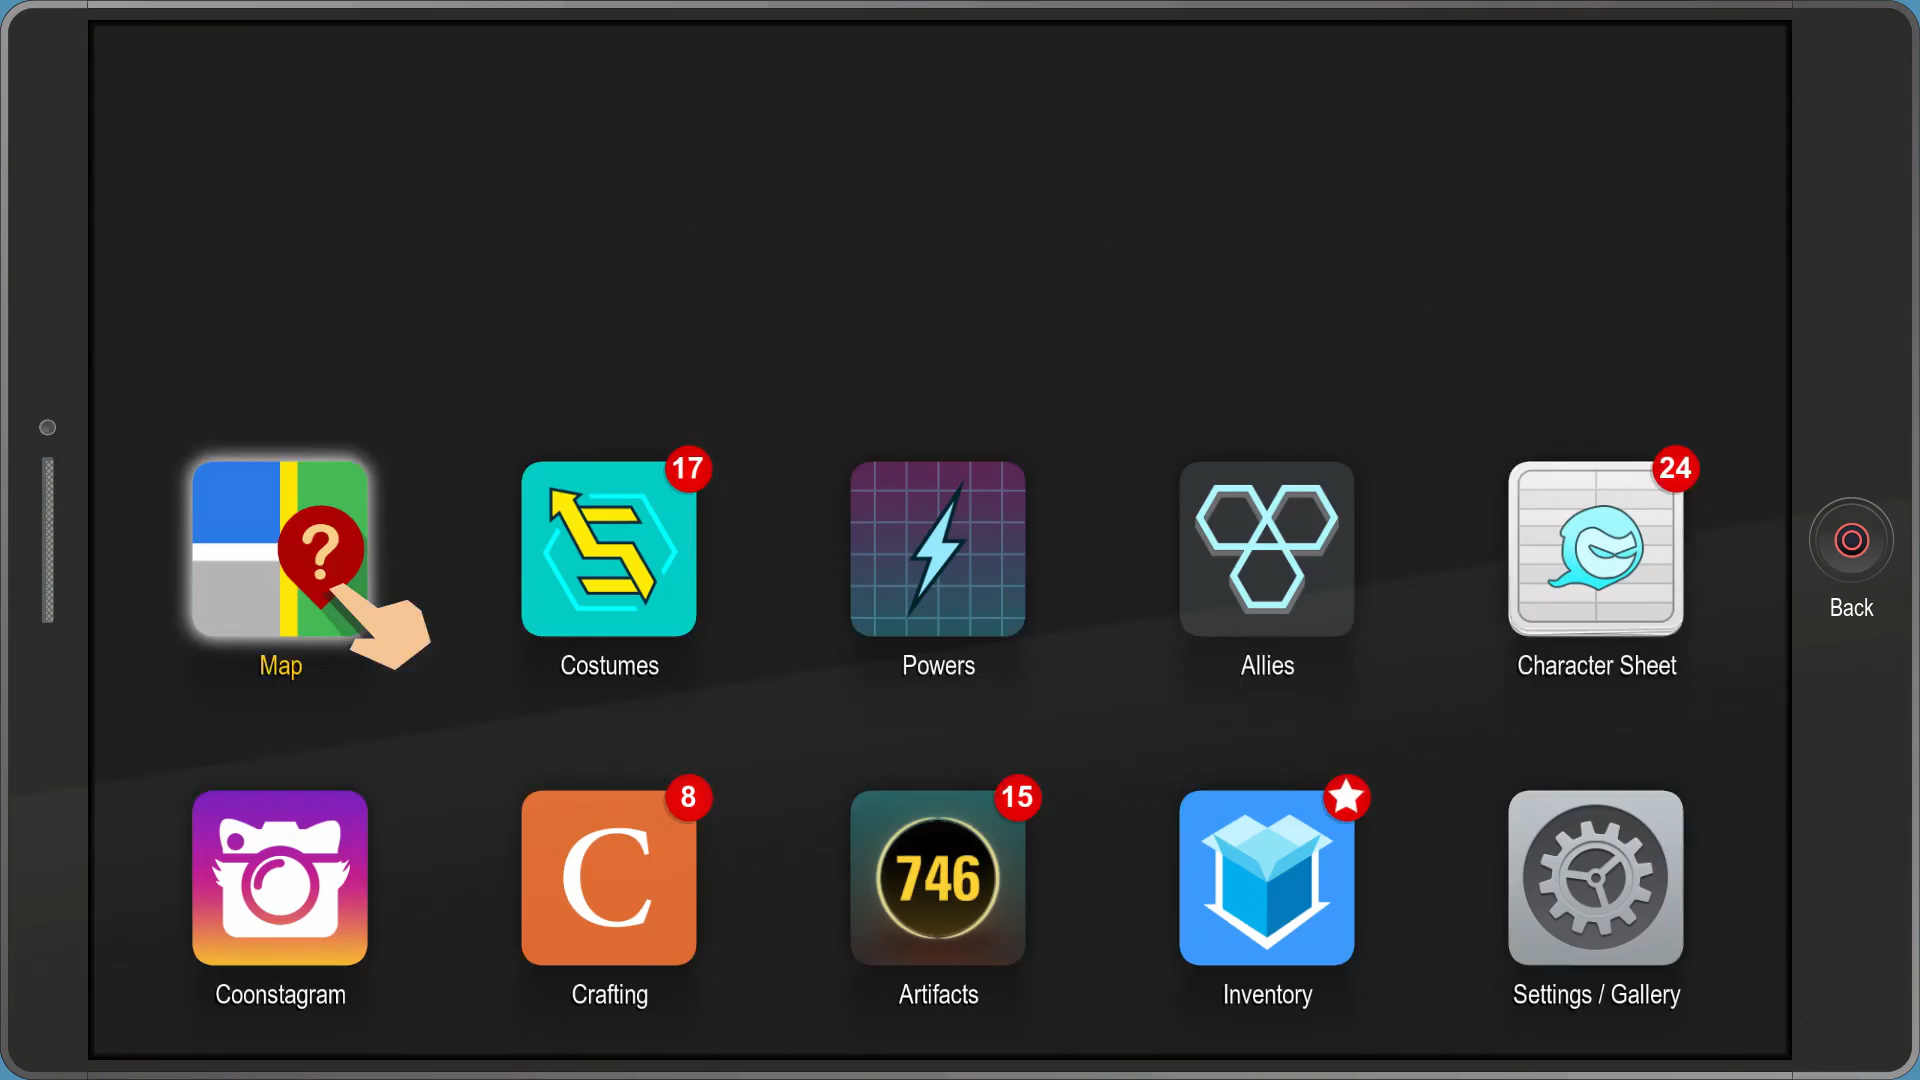 17
24
?
Map
Costumes
Powers
Allies
Character Sheet
Back
8
15
C
746
Coonstagram
Crafting
Artifacts
Inventory
Settings / Gallery